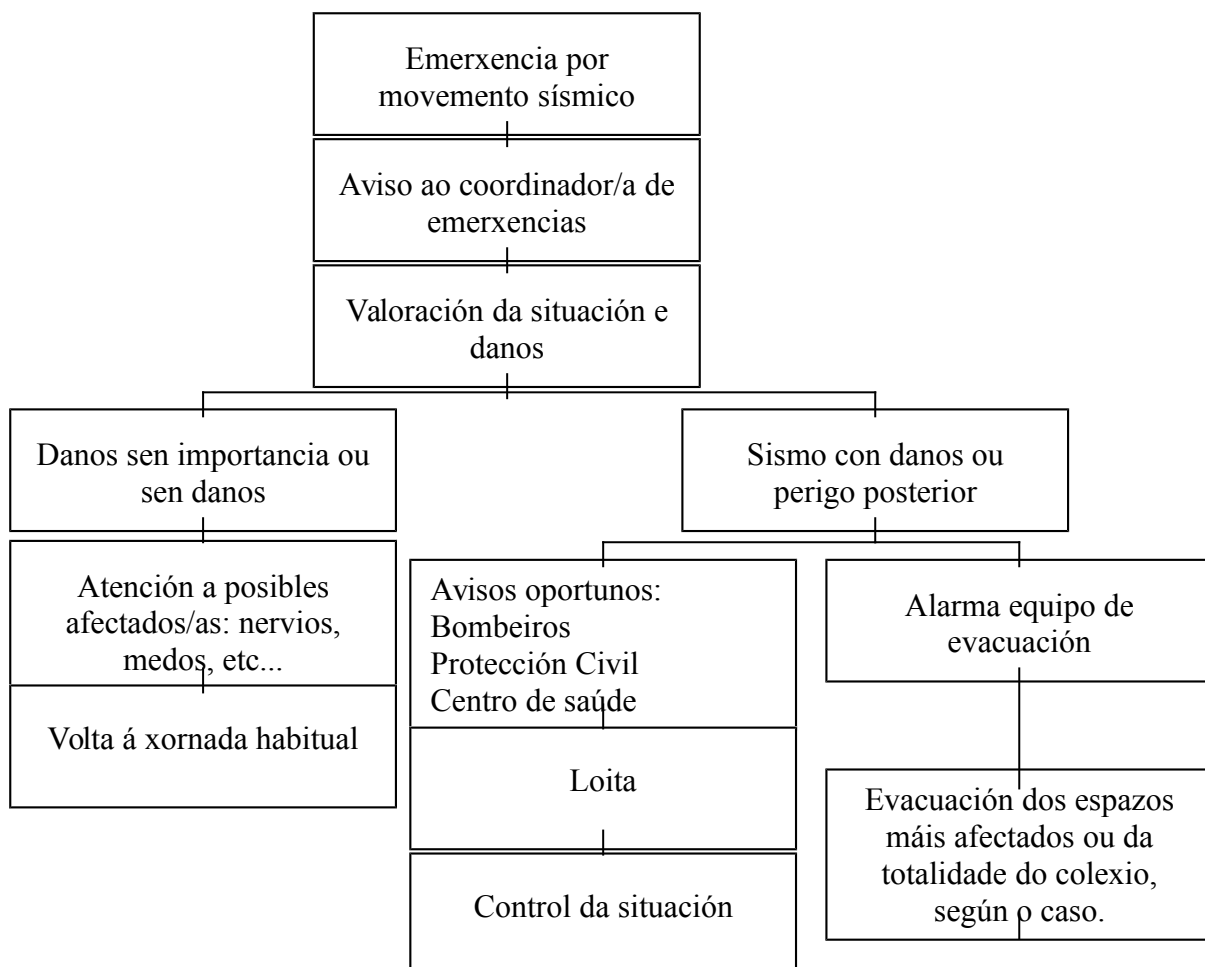 Emerxencia por
movemento sísmico
Aviso ao coordinador/a de
emerxencias
Valoración da situación e
danos
Danos sen importancia ou
sen danos
Sismo con danos ou
perigo posterior
Atención a posibles
afectados/as: nervios,
medos, etc...
Avisos oportunos:
Bombeiros
Protección Civil
Centro de saúde
Alarma equipo de
evacuación
Volta á xornada habitual
Loita
Evacuación dos espazos
máis afectados ou da
totalidade do colexio,
según o caso.
Control da situación